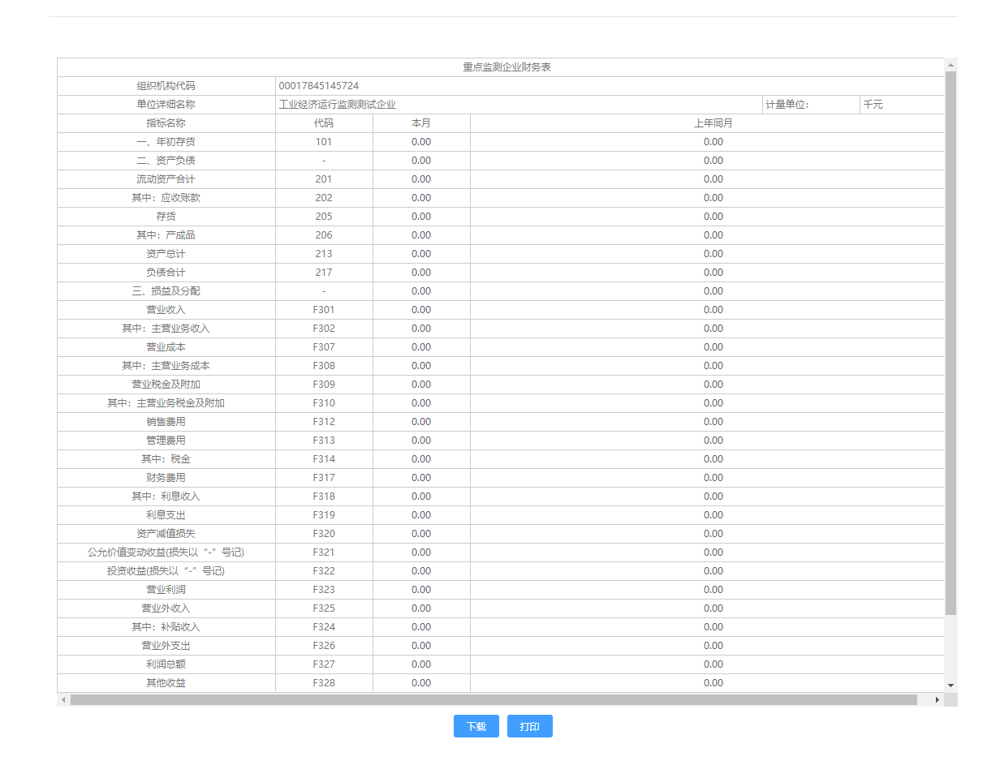 重点监测企业财务表
组织机构代码 00017845145724
单位详细名称 工业经济运行监测测试企业 计量单位： 千元
指标名称 代码 本月 上年同月
一、年初存货 101 0.00 0.00
二、资产负债 - 0.00 0.00
流动资产合计 201 0.00 0.00
其中：应收账款 202 0.00 0.00
存货 205 0.00 0.00
其中：产成品 206 0.00 0.00
资产总计 213 0.00 0.00
负债合计 217 0.00 0.00
三、损益及分配 - 0.00 0.00
营业收入 F301 0.00 0.00
其中：主营业务收入 F302 0.00 0.00
营业成本 F307 0.00 0.00
其中：主营业务成本 F308 0.00 0.00
营业税金及附加 F309 0.00 0.00
其中：主营业务税金及附加 F310 0.00 0.00
销售费用 F312 0.00 0.00
管理费用 F313 0.00 0.00
其中：税金 F314 0.00 0.00
财务费用 F317 0.00 0.00
其中：利息收入 F318 0.00 0.00
利息支出 F319 0.00 0.00
资产减值损失 F320 0.00 0.00
公允价值变动收益(损失以“-”号记) F321 0.00 0.00
投资收益(损失以“-”号记) F322 0.00 0.00
营业利润 F323 0.00 0.00
营业外收入 F325 0.00 0.00
其中：补贴收入 F324 0.00 0.00
营业外支出 F326 0.00 0.00
利润总额 F327 0.00 0.00
其他收益 F328 0.00 0.00
下载 打印